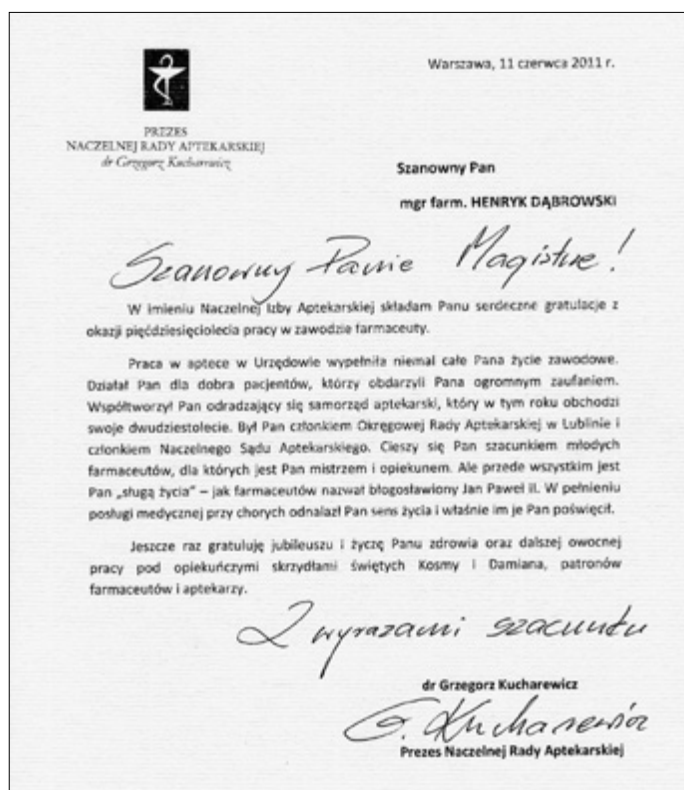 Warszawa, 11 czerwca 2011 r.
PREZES
NACZELNEJ RADY APTEKARSKIEJ
dr Grzegorz Kucharewicz
Szanowny Pan
mgr farm. HENRYK DĄBROWSKI
Szanowny Panie Magistrze!
W imieniu Naczelnej Izby Aptekarskiej składam Panu serdeczne gratulacje z
okazji pięćdziesięciolecia pracy w zawodzie farmaceuty.
Praca w aptece w Urzędowie wypełniła niemal całe Pana życie zawodowe.
Działał Pan dla dobra pacjentów, którzy obdarzyli Pana ogromnym zaufaniem.
Współtworzył Pan odradzający się samorząd aptekarski, który w tym roku obchodzi
swoje dwudziestolecie. Był Pan członkiem Okręgowej Rady Aptekarskiej w Lublinie i
członkiem Naczelnego Sądu Aptekarskiego. Cieszy się Pan szacunkiem młodych
farmaceutów, dla których jest Pan mistrzem i opiekunem. Ale przede wszystkim jest
Pan „sługą życia” – jak farmaceutów nazwał błogosławiony Jan Paweł II. W pełnieniu
posługi medycznej przy chorych odnalazł Pan sens życia i właśnie im je Pan poświęcił.
Jeszcze raz gratuluję jubileuszu i życzę Panu zdrowia oraz dalszej owocnej
pracy pod opiekuńczymi skrzydłami świętych Kosmy i Damiana, patronów
farmaceutów i aptekarzy.
Z wyrazami szacunku
dr Grzegorz Kucharewicz
G. Kucharewicz
Prezes Naczelnej Rady Aptekarskiej